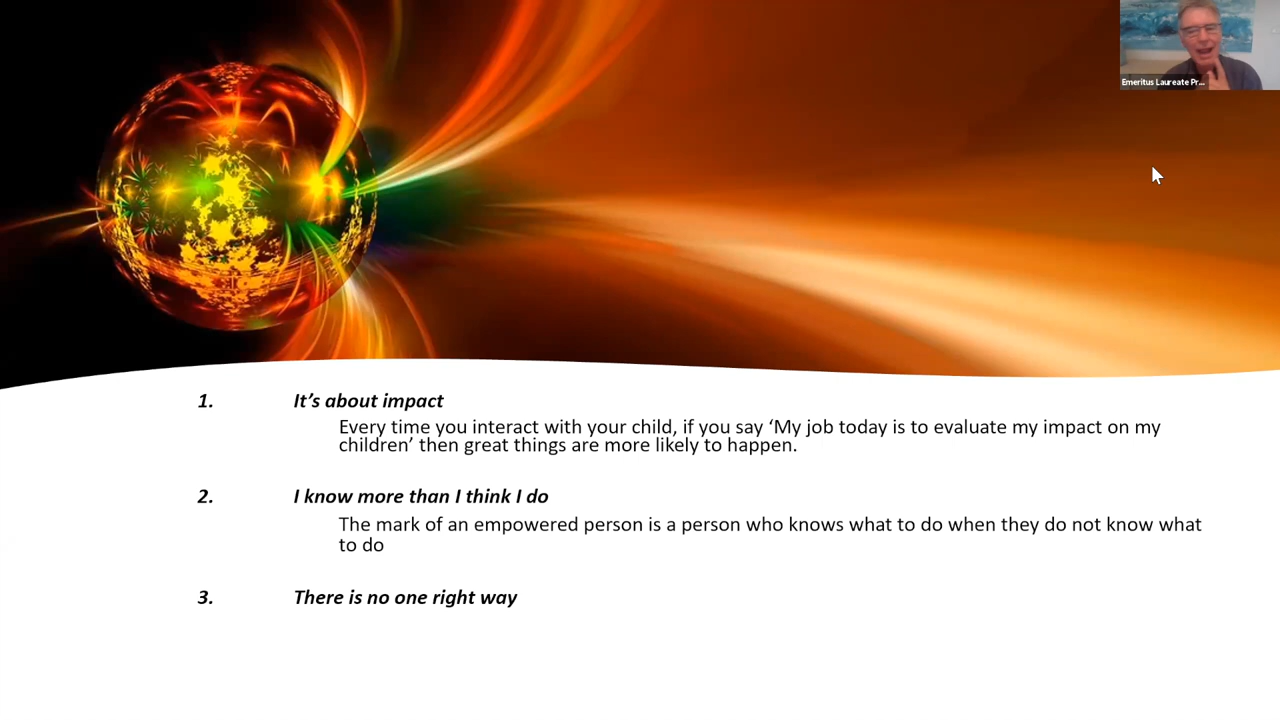 Emeritus Laureate Pr...
1. It’s about impact
Every time you interact with your child, if you say ‘My job today is to evaluate my impact on my
children’ then great things are more likely to happen.
2. I know more than I think I do
The mark of an empowered person is a person who knows what to do when they do not know what
to do
3. There is no one right way